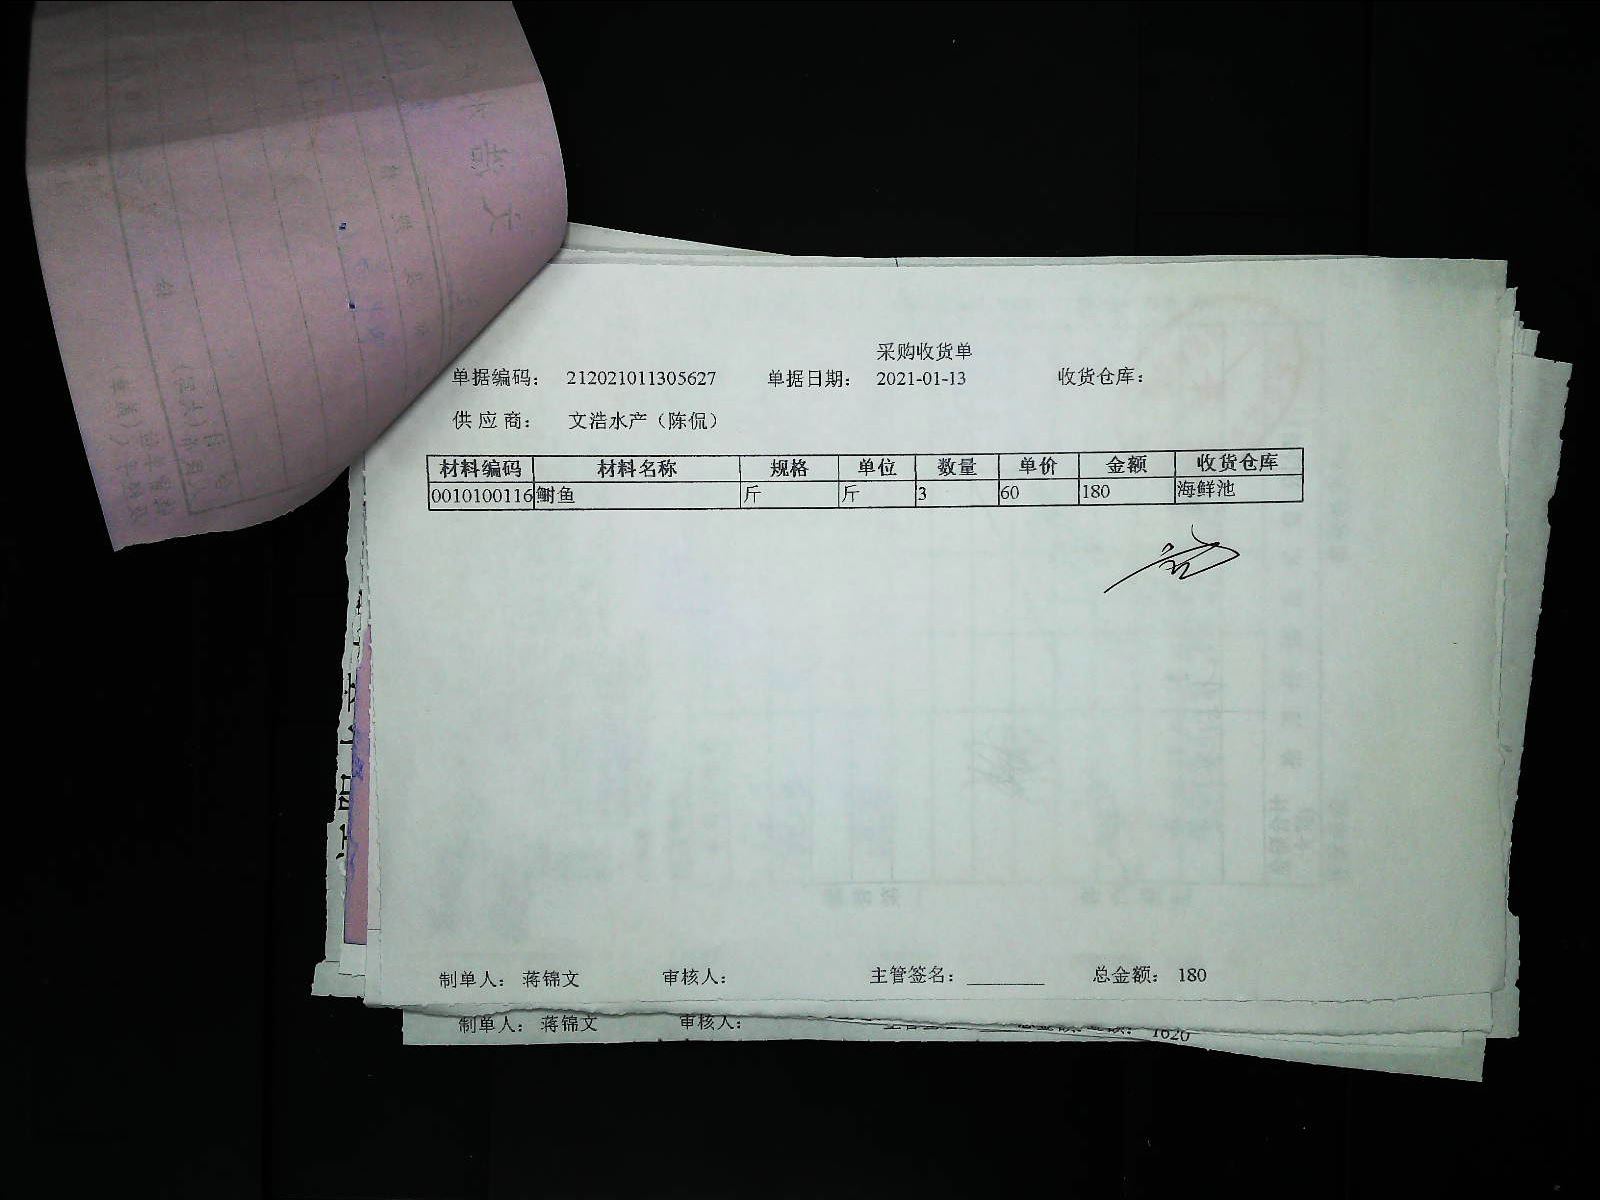 采购收货单
单据编码： 212021011305627 单据日期： 2021-01-13 收货仓库：
供 应 商： 文浩水产（陈侃）
材料编码 材料名称 规格 单位 数量 单价 金额 收货仓库
0010100116 鲥鱼 斤 斤 3 60 180 海鲜池
制单人： 蒋锦文 审核人： 主管签名： 总金额： 180
制单人： 蒋锦文 审核人： 1620